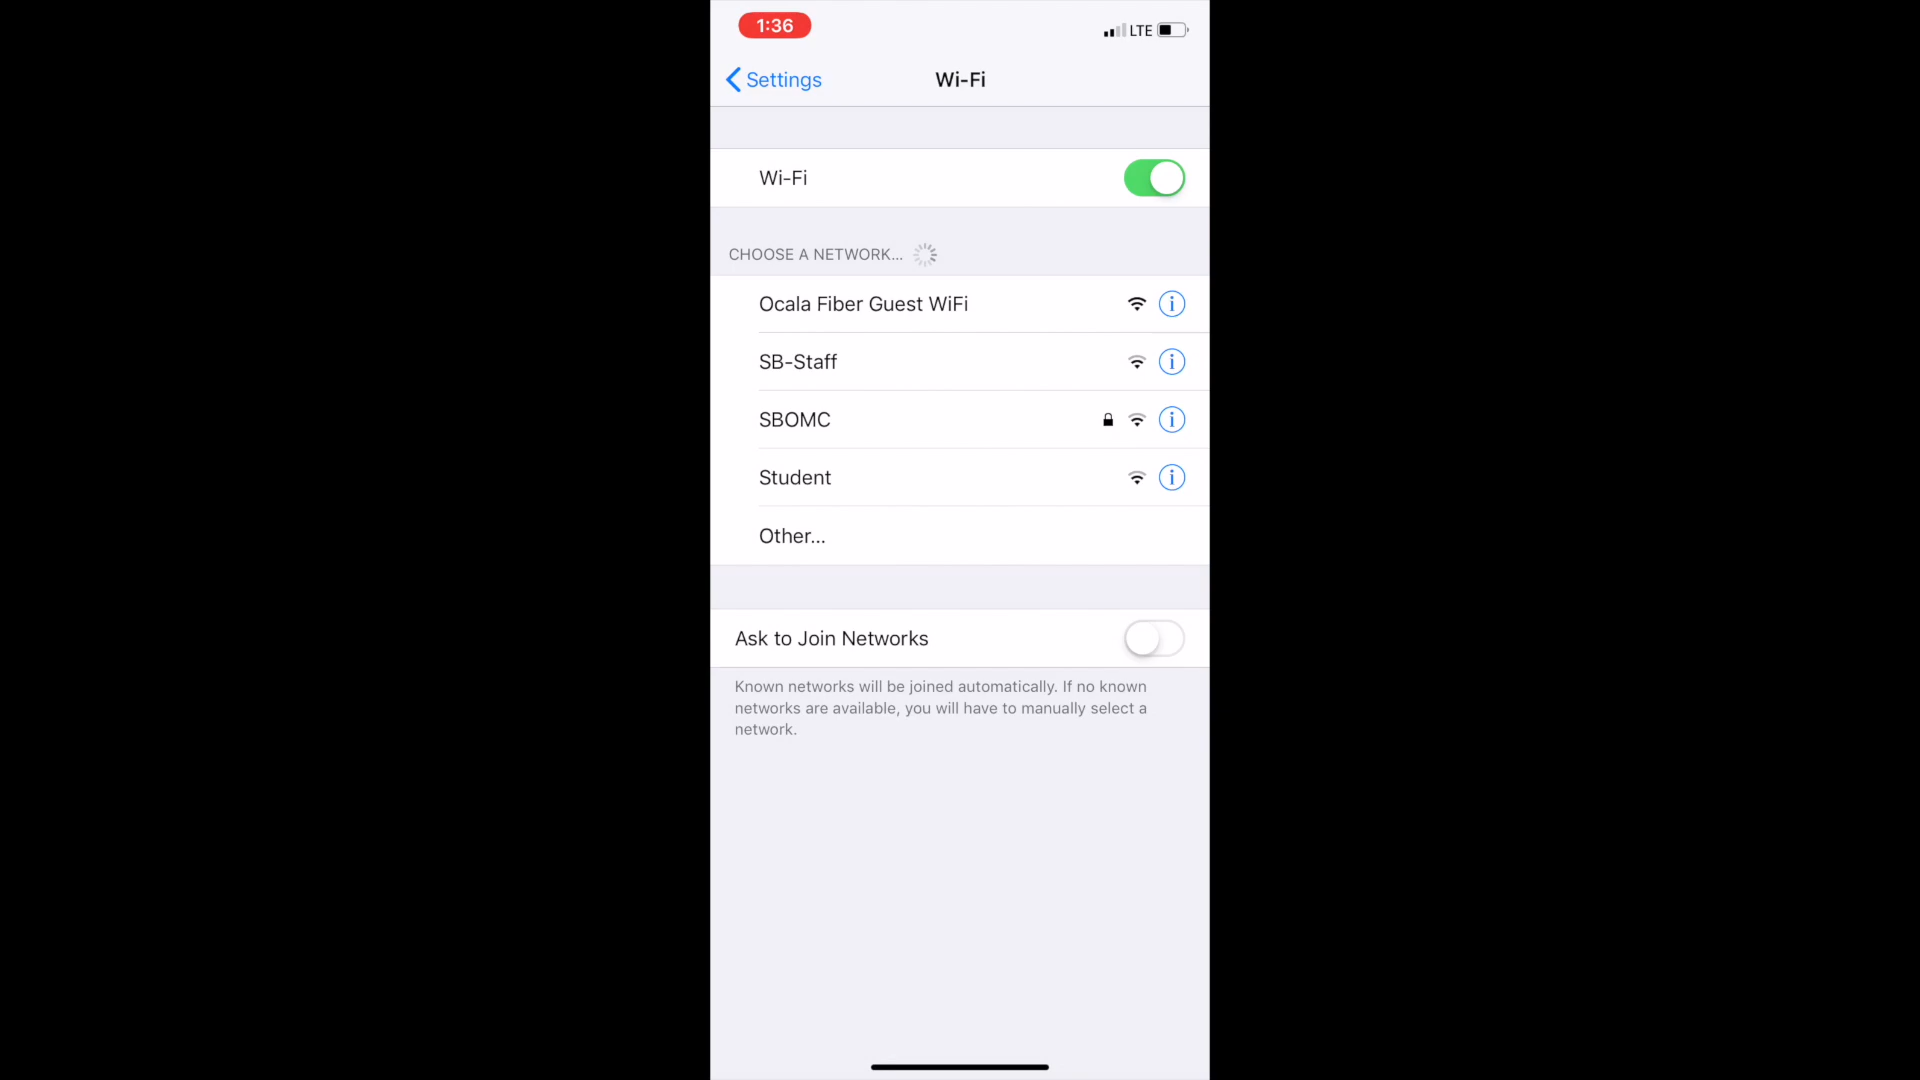 1:36
LTE
Settings
Wi-Fi
Wi-Fi
CHOOSE A NETWORK...
Ocala Fiber Guest WiFi
SB-Staff
SBOMC
Student
Other...
Ask to Join Networks
Known networks will be joined automatically. If no known
networks are available, you will have to manually select a
network.